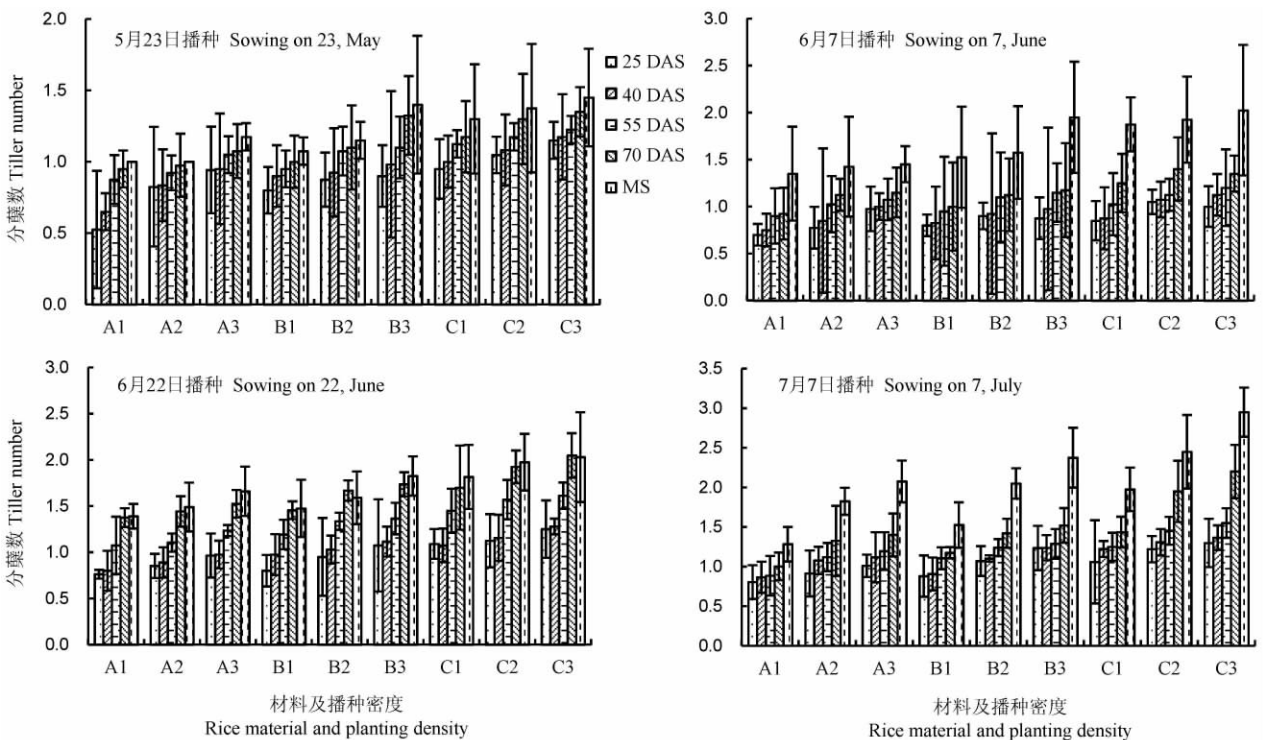 5月23日播种 Sowing on 23, May
分蘖数 Tiller number
2.0
1.5
1.0
0.5
0.0
A1 A2 A3 B1 B2 B3 C1 C2 C3
25 DAS
40 DAS
55 DAS
70 DAS
MS
6月7日播种 Sowing on 7, June
3.0
2.5
2.0
1.5
1.0
0.5
0.0
A1 A2 A3 B1 B2 B3 C1 C2 C3
6月22日播种 Sowing on 22, June
分蘖数 Tiller number
3.0
2.5
2.0
1.5
1.0
0.5
0.0
A1 A2 A3 B1 B2 B3 C1 C2 C3
材料及播种密度
Rice material and planting density
7月7日播种 Sowing on 7, July
3.5
3.0
2.5
2.0
1.5
1.0
0.5
0.0
A1 A2 A3 B1 B2 B3 C1 C2 C3
材料及播种密度
Rice material and planting density